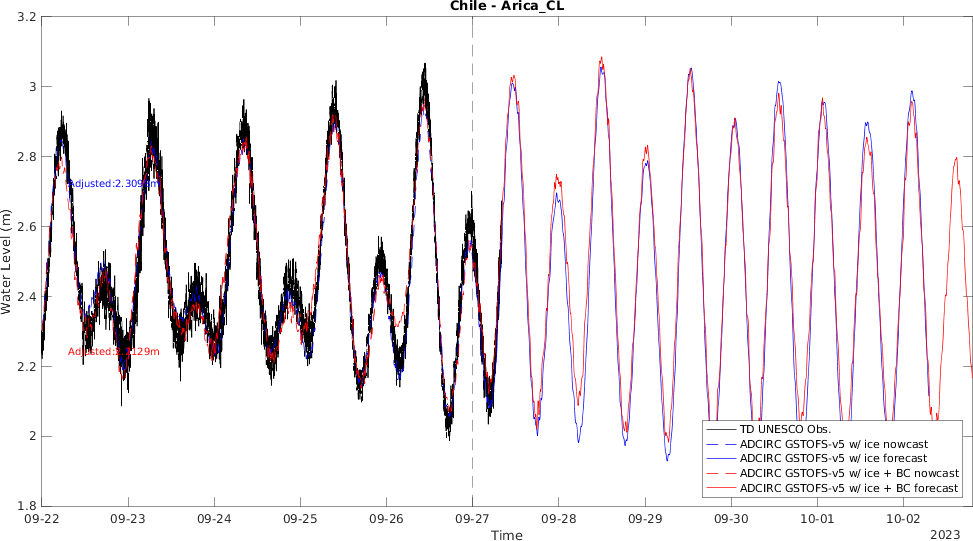 Chile - Arica_CL
3.2
3
2.8
2.6
2.4
2.2
2
1.8
Water Level (m)
TD UNESCO Obs.
ADCIRC GSTOFS-v5 w/ ice nowcast
ADCIRC GSTOFS-v5 w/ ice forecast
ADCIRC GSTOFS-v5 w/ ice + BC nowcast
ADCIRC GSTOFS-v5 w/ ice + BC forecast
09-22 09-23 09-24 09-25 09-26 09-27 09-28 09-29 09-30 10-01 10-02
Time
2023